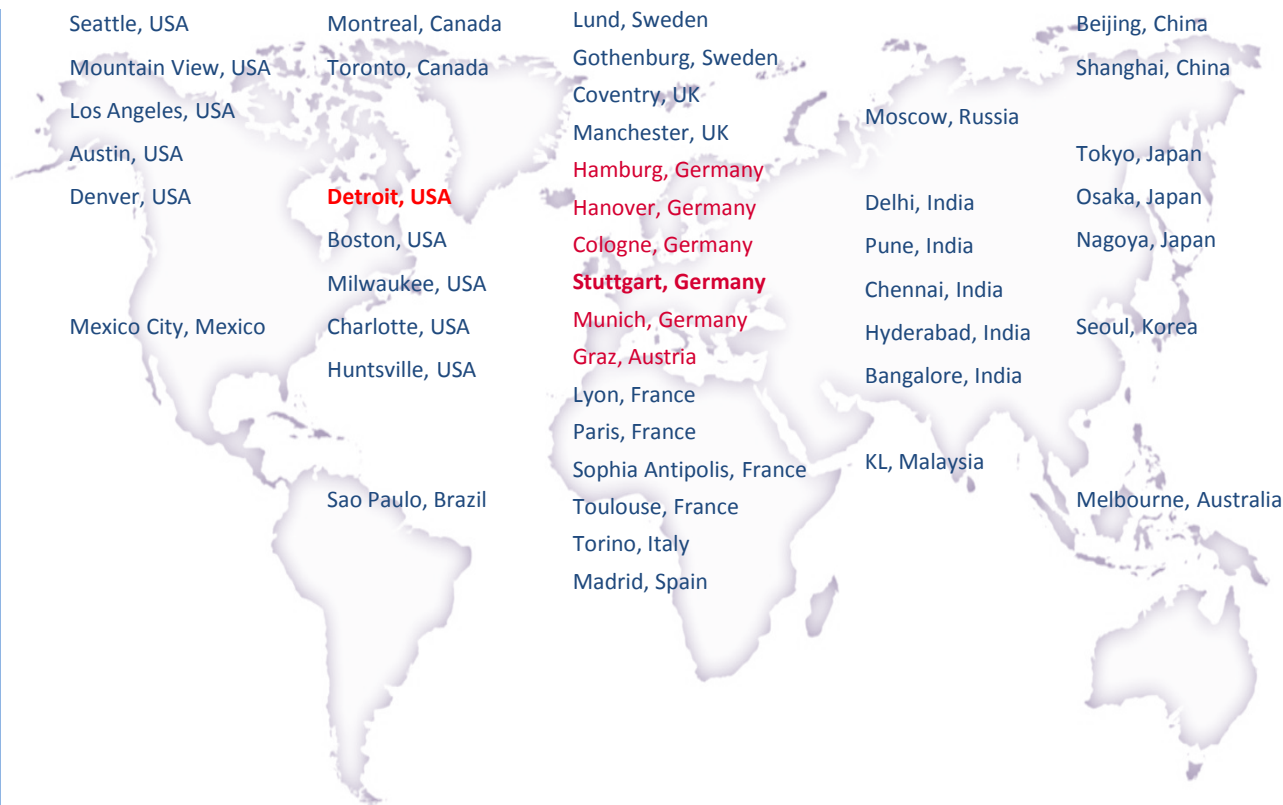 Seattle, USA
Mountain View, USA
Los Angeles, USA
Austin, USA
Denver, USA
Mexico City, Mexico
Montreal, Canada
Toronto, Canada
Detroit, USA
Boston, USA
Milwaukee, USA
Charlotte, USA
Huntsville, USA
Sao Paulo, Brazil
Lund, Sweden
Gothenburg, Sweden
Coventry, UK
Manchester, UK
Hamburg, Germany
Hanover, Germany
Cologne, Germany
Stuttgart, Germany
Munich, Germany
Graz, Austria
Lyon, France
Paris, France
Sophia Antipolis, France
Toulouse, France
Torino, Italy
Madrid, Spain
Moscow, Russia
Delhi, India
Pune, India
Chennai, India
Hyderabad, India
Bangalore, India
KL, Malaysia
Beijing, China
Shanghai, China
Tokyo, Japan
Osaka, Japan
Nagoya, Japan
Seoul, Korea
Melbourne, Australia